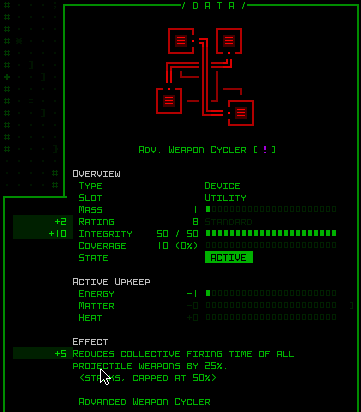 / D A T A /
ADV. WEAPON CYCLER [!]
OVERVIEW
TYPE DEVICE
SLOT UTILITY
MASS 1
+2 RATING 8 STANDARD
+10 INTEGRITY 50 / 50
COVERAGE 10 (0%)
STATE ACTIVE
ACTIVE UPKEEP
ENERGY -1
MATTER -0
HEAT +0
EFFECT
+5 REDUCES COLLECTIVE FIRING TIME OF ALL
PROJECTILE WEAPONS BY 25%.
<STACKS, CAPPED AT 50%>
ADVANCED WEAPON CYCLER